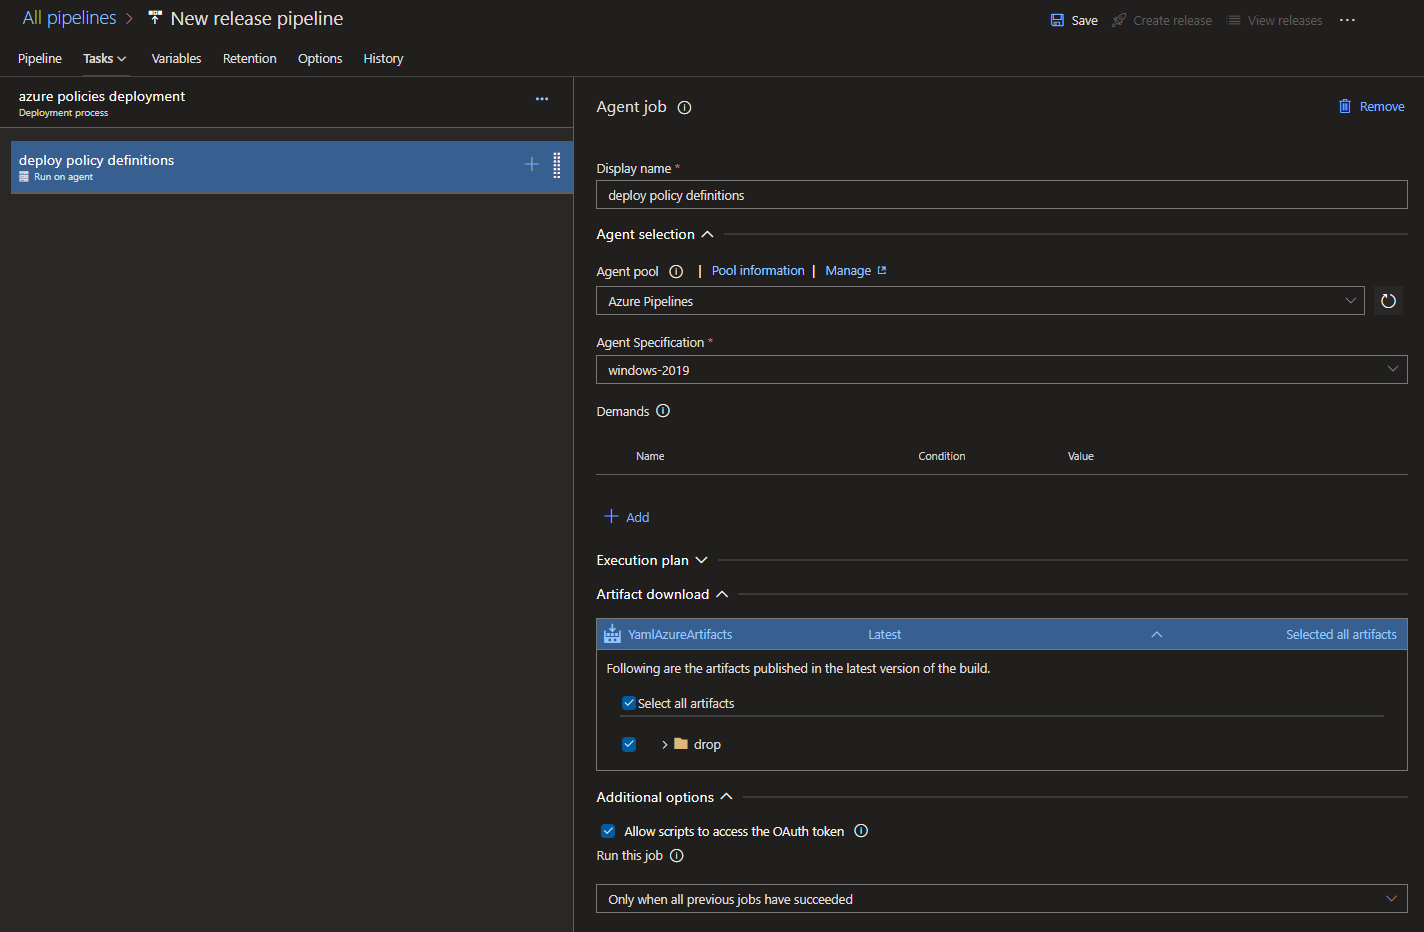 All pipelines > New release pipeline
Save Create release View releases ...
Pipeline Tasks Variables Retention Options History
azure policies deployment
Deployment process
deploy policy definitions
Run on agent
Agent job
Remove
Display name *
deploy policy definitions
Agent selection
Agent pool | Pool information | Manage
Azure Pipelines
Agent Specification *
windows-2019
Demands
Name Condition Value
Add
Execution plan
Artifact download
YamlAzureArtifacts Latest Selected all artifacts
Following are the artifacts published in the latest version of the build.
Select all artifacts
drop
Additional options
Allow scripts to access the OAuth token
Run this job
Only when all previous jobs have succeeded